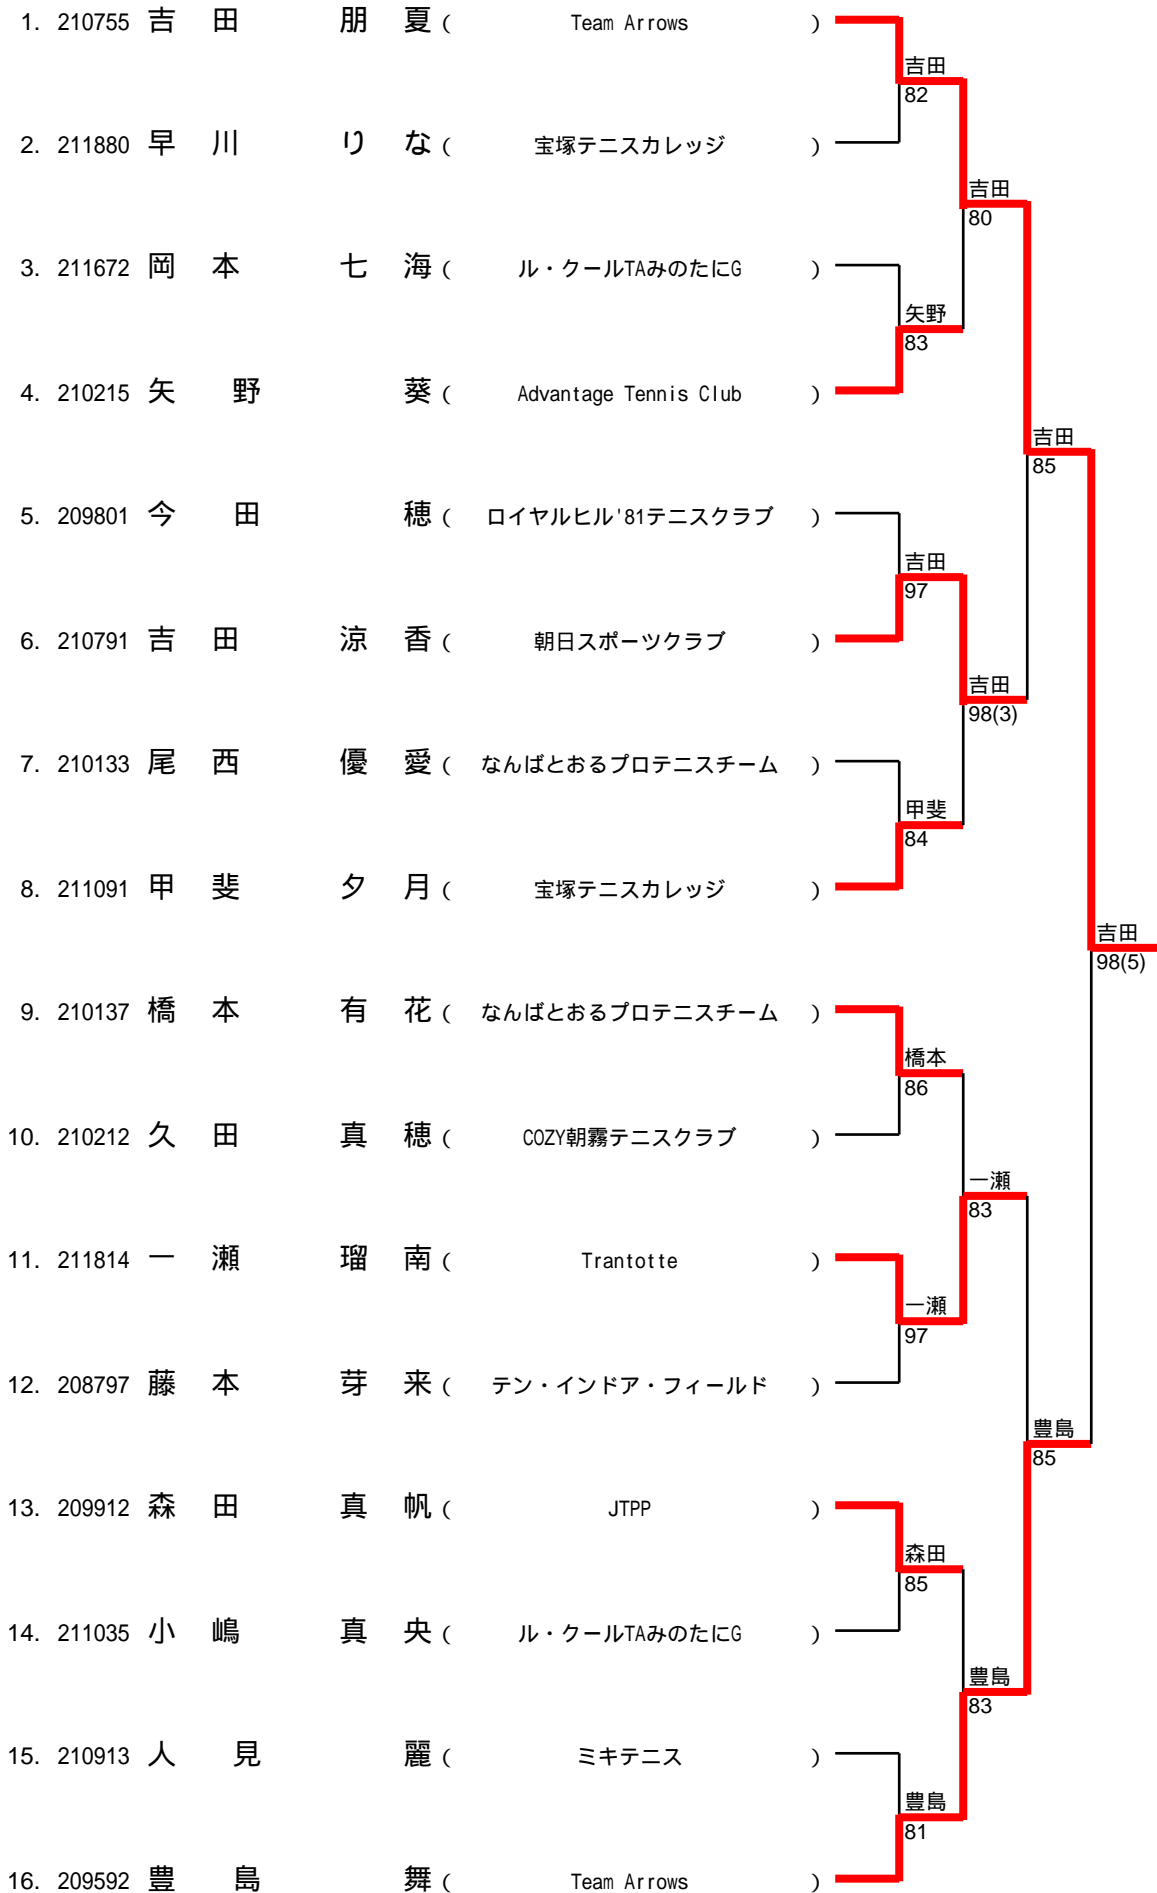 1. 210755 吉 田 朋 夏 ( Team Arrows )
吉田
82
2. 211880 早 川 り な ( 宝塚テニスカレッジ )
吉田
80
3. 211672 岡 本 七 海 ( ル・クールTAみのたにG )
矢野
83
4. 210215 矢 野 葵 ( Advantage Tennis Club )
吉田
85
5. 209801 今 田 穂 ( ロイヤルヒル'81テニスクラブ )
吉田
97
6. 210791 吉 田 涼 香 ( 朝日スポーツクラブ )
吉田
98(3)
7. 210133 尾 西 優 愛 ( なんばとおるプロテニスチーム )
甲斐
84
8. 211091 甲 斐 夕 月 ( 宝塚テニスカレッジ )
吉田
98(5)
9. 210137 橋 本 有 花 ( なんばとおるプロテニスチーム )
橋本
86
10. 210212 久 田 真 穂 ( COZY朝霧テニスクラブ )
一瀬
83
11. 211814 一 瀬 瑠 南 ( Trantotte )
一瀬
97
12. 208797 藤 本 芽 来 ( テン・インドア・フィールド )
豊島
85
13. 209912 森 田 真 帆 ( JTPP )
森田
85
14. 211035 小 嶋 真 央 ( ル・クールTAみのたにG )
豊島
83
15. 210913 人 見 麗 ( ミキテニス )
豊島
81
16. 209592 豊 島 舞 ( Team Arrows )